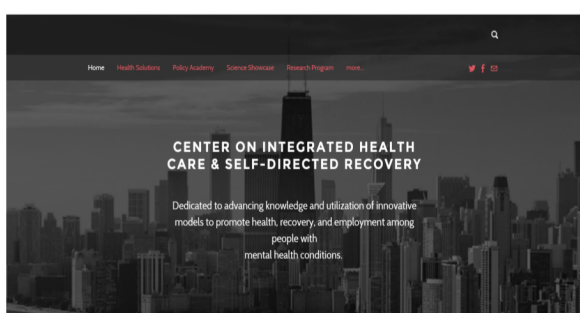 Home Health Solutions Policy Academy Science Showcase Research Program more...
CENTER ON INTEGRATED HEALTH
CARE & SELF-DIRECTED RECOVERY
Dedicated to advancing knowledge and utilization of innovative
models to promote health, recovery, and employment among
people with
mental health conditions.